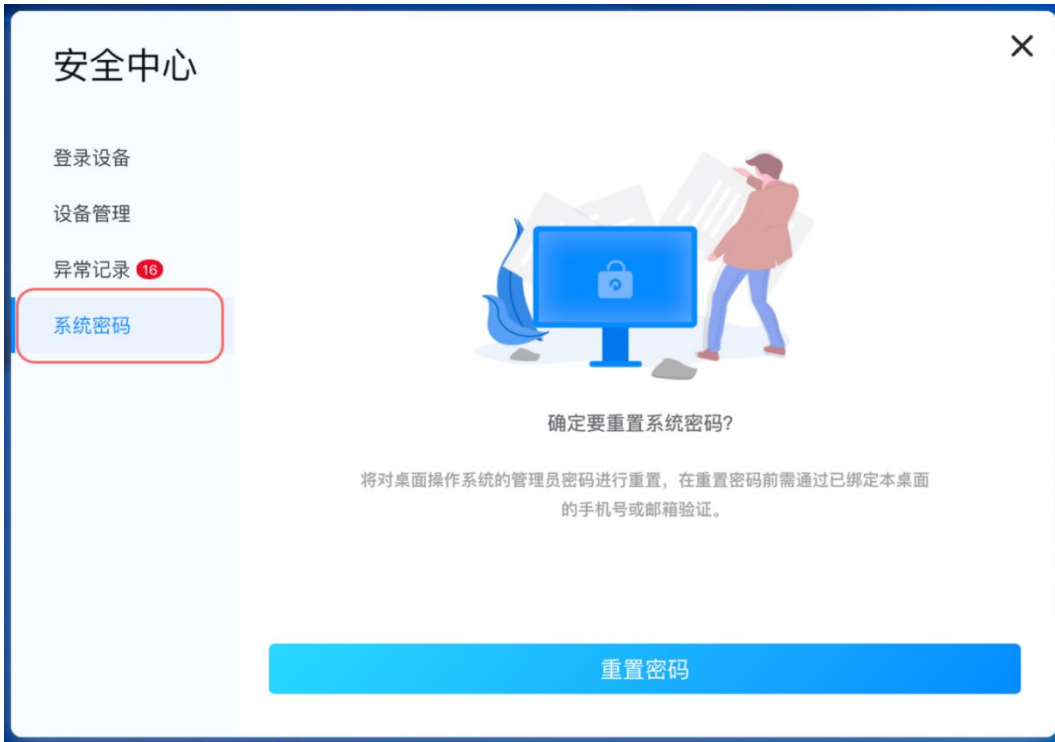 安全中心
登录设备
设备管理
异常记录 16
系统密码
确定要重置系统密码?
将对桌面操作系统的管理员密码进行重置，在重置密码前需通过已绑定本桌面
的手机号或邮箱验证。
重置密码